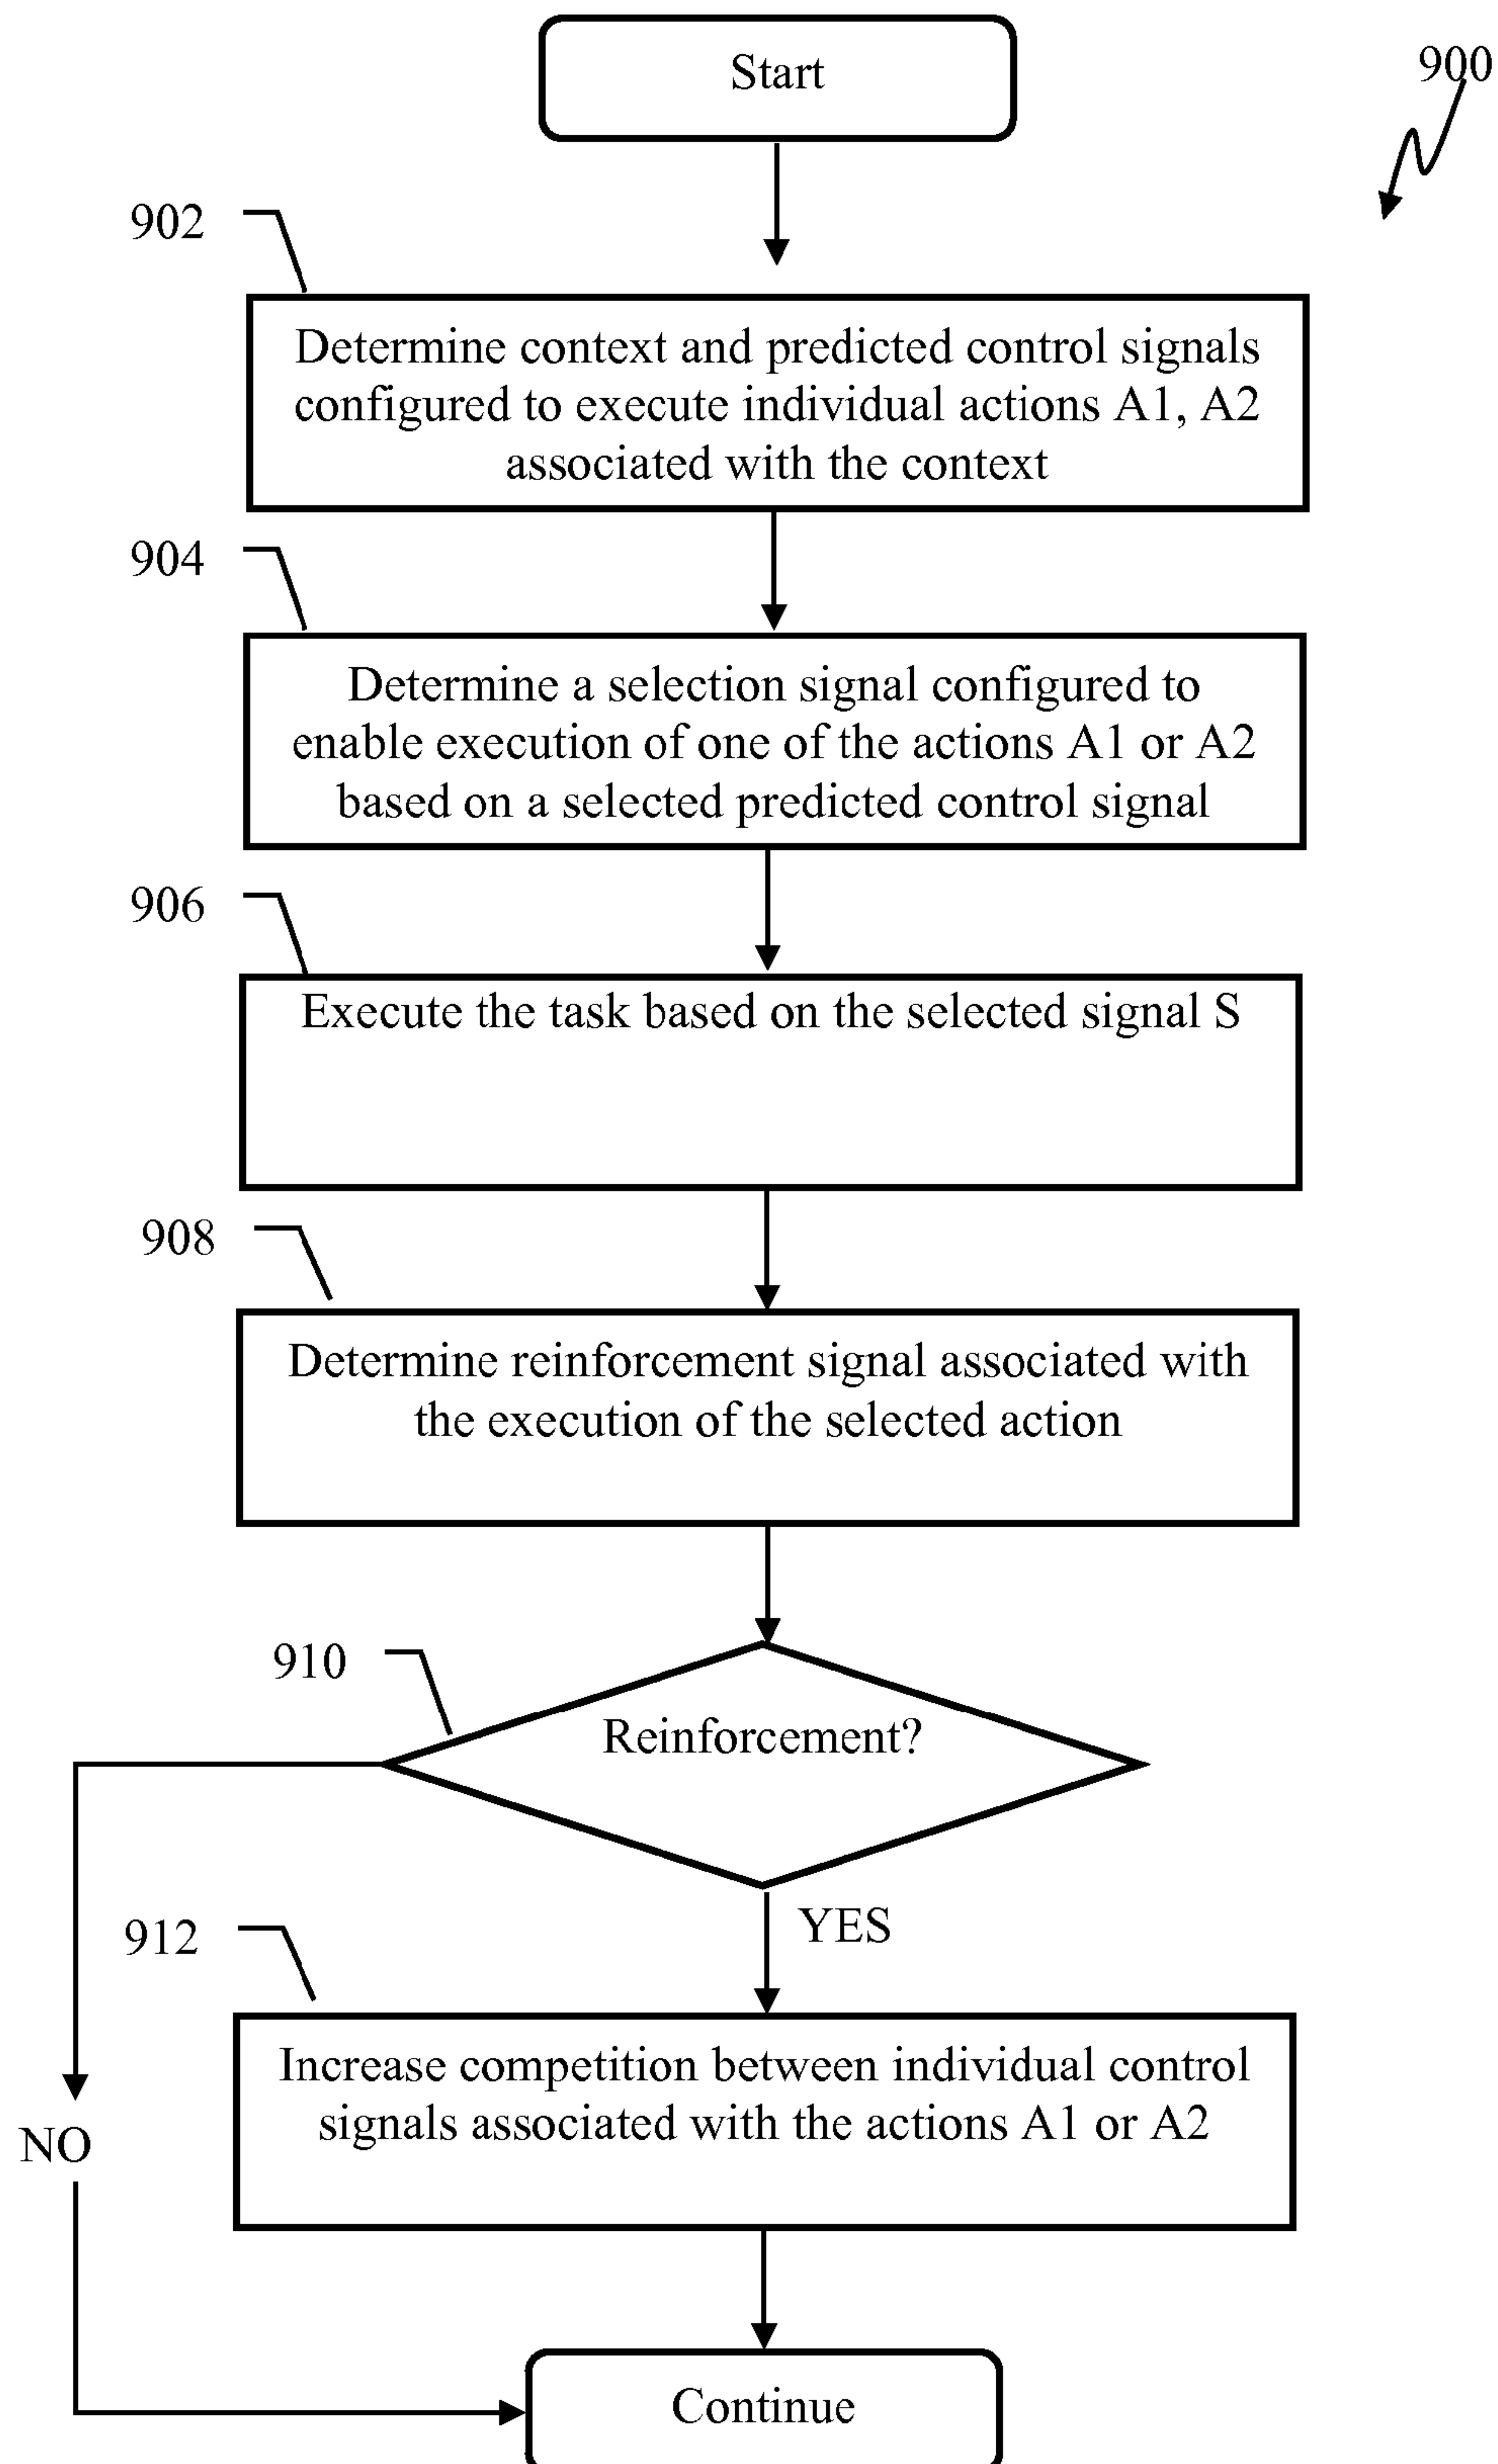 Start
900
902
Determine context and predicted control signals
configured to execute individual actions A1, A2
associated with the context
904
Determine a selection signal configured to
enable execution of one of the actions A1 or A2
based on a selected predicted control signal
906
Execute the task based on the selected signal S
908
Determine reinforcement signal associated with
the execution of the selected action
910
Reinforcement?
YES
912
Increase competition between individual control
signals associated with the actions A1 or A2
NO
Continue